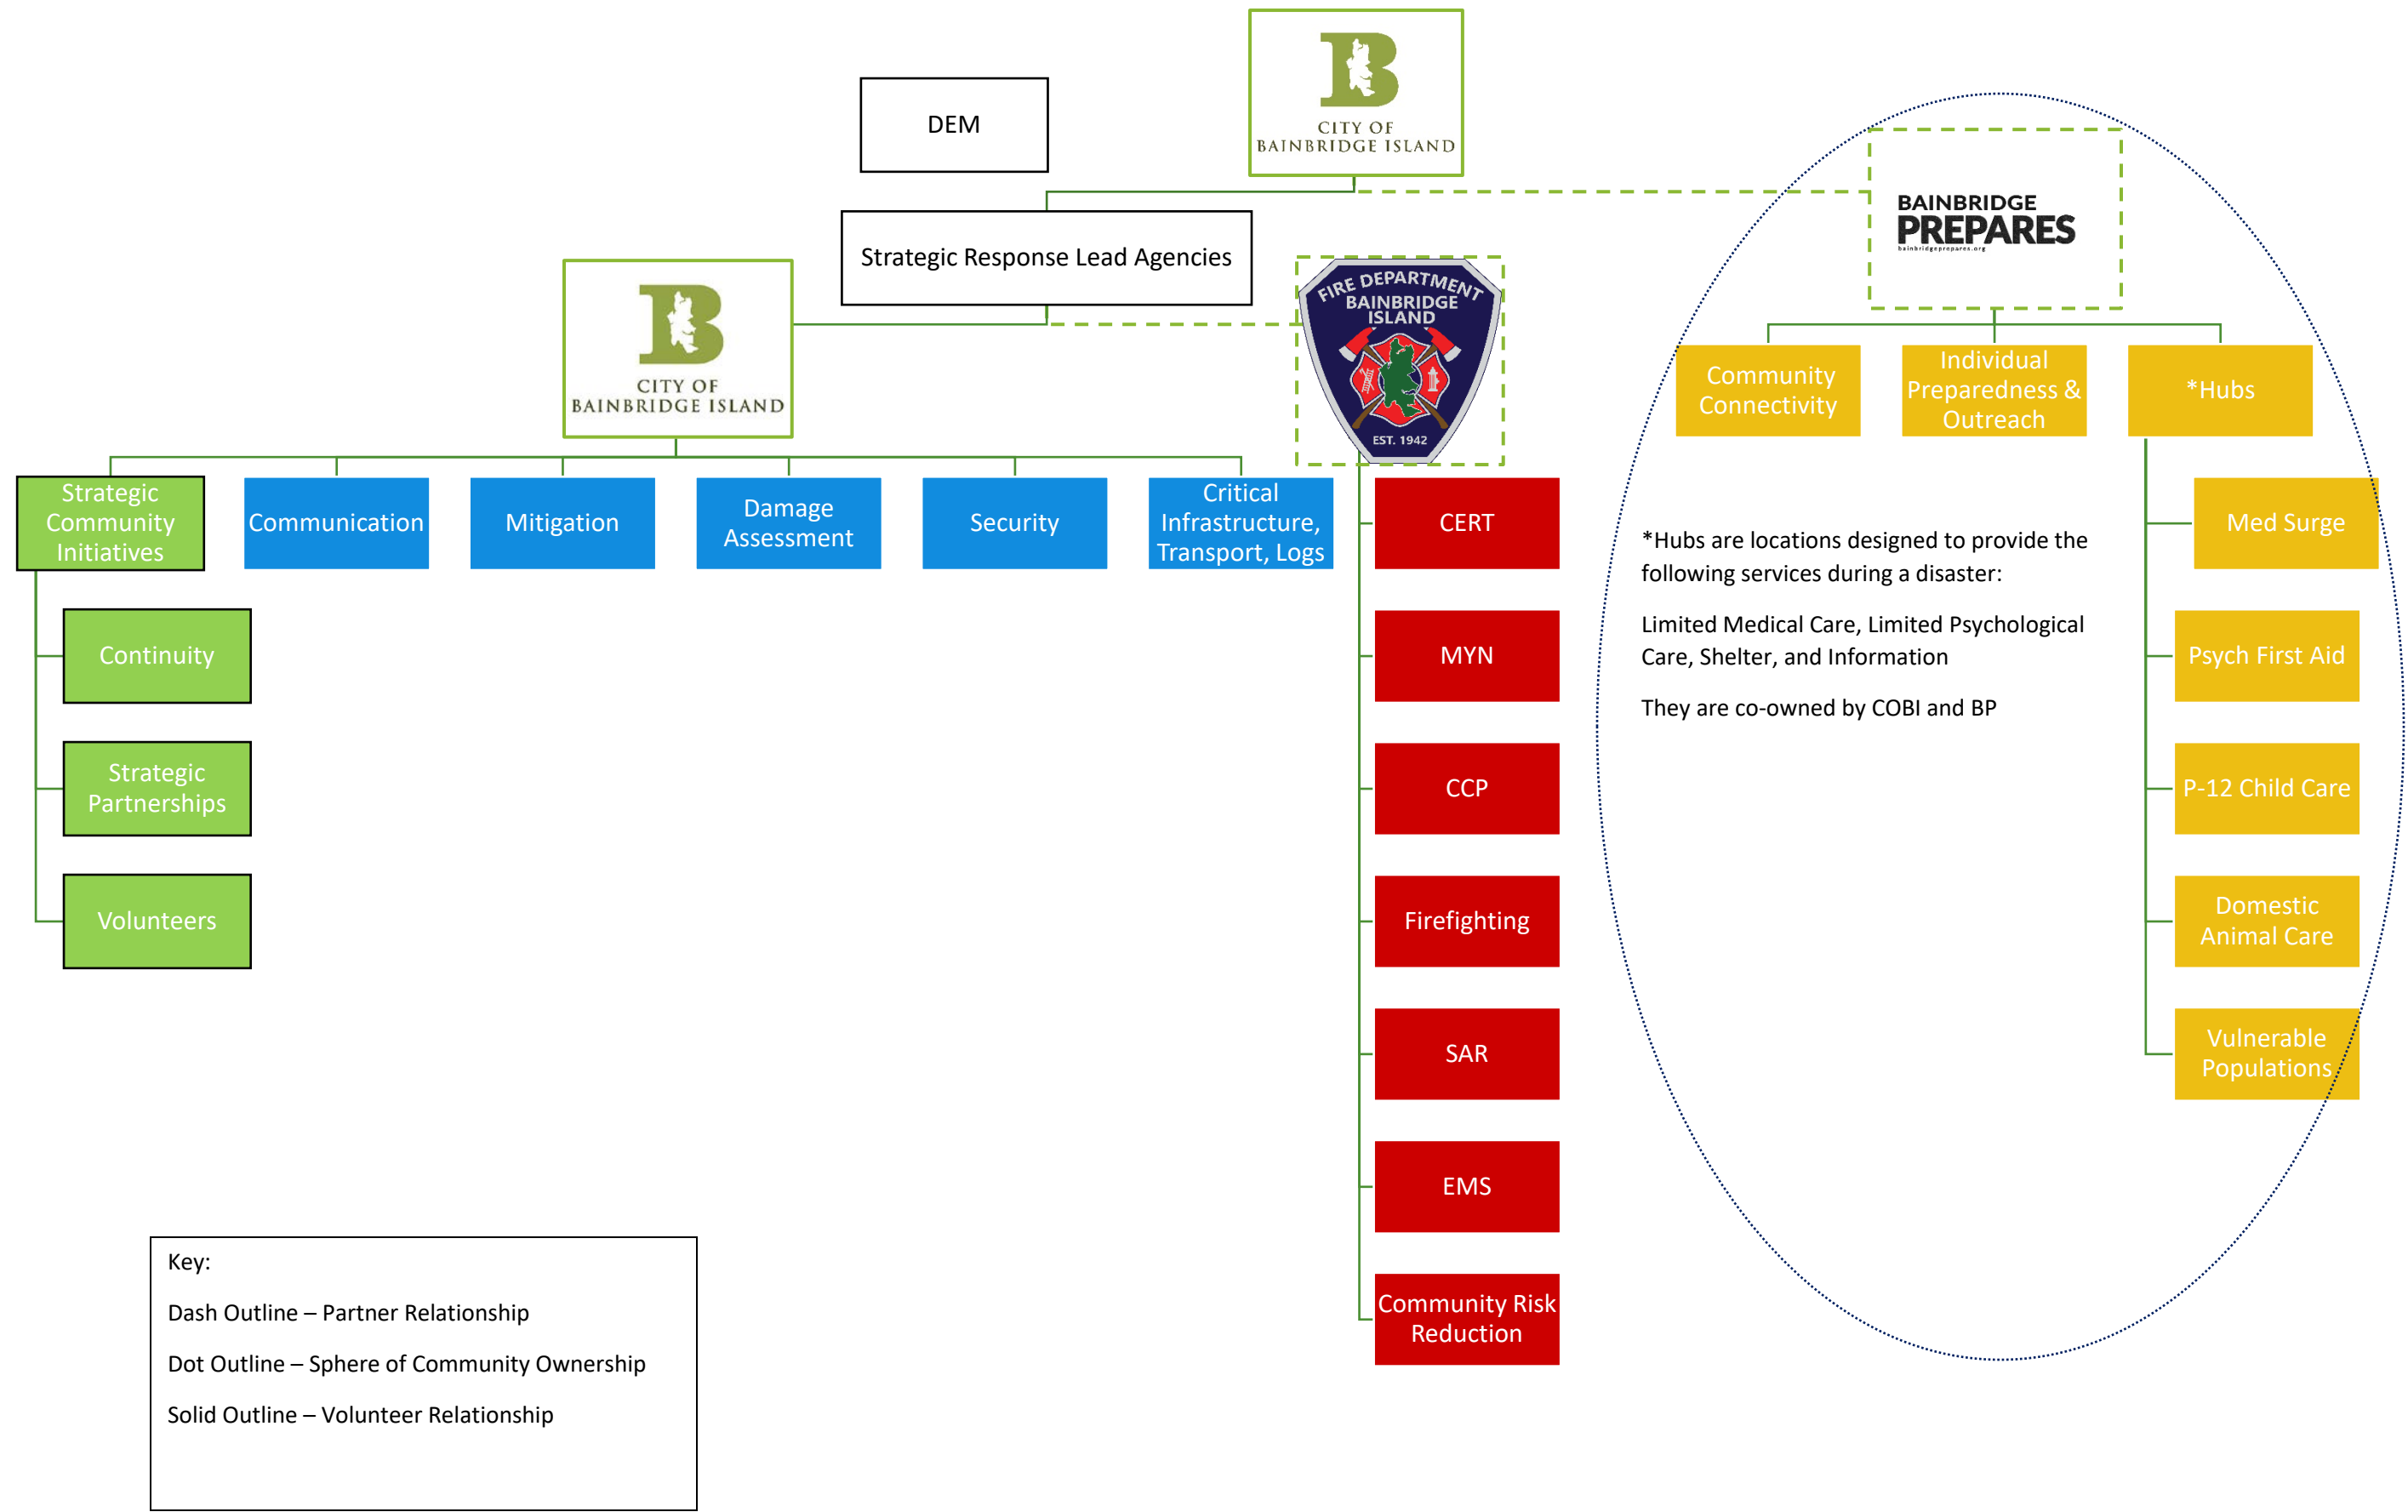 DEM
CITY OF
BAINBRIDGE ISLAND
Strategic Response Lead Agencies
CITY OF
BAINBRIDGE ISLAND
FIRE DEPARTMENT
BAINBRIDGE
ISLAND
EST. 1942
BAINBRIDGE
PREPARES
bainbridgeprepares.org
Strategic
Community
Initiatives
Communication
Mitigation
Damage
Assessment
Security
Critical
Infrastructure,
Transport, Logs
Continuity
Strategic
Partnerships
Volunteers
CERT
MYN
CCP
Firefighting
SAR
EMS
Community Risk
Reduction
Community
Connectivity
Individual
Preparedness &
Outreach
*Hubs
*Hubs are locations designed to provide the
following services during a disaster:
Limited Medical Care, Limited Psychological
Care, Shelter, and Information
They are co-owned by COBI and BP
Med Surge
Psych First Aid
P-12 Child Care
Domestic
Animal Care
Vulnerable
Populations
Key:
Dash Outline – Partner Relationship
Dot Outline – Sphere of Community Ownership
Solid Outline – Volunteer Relationship